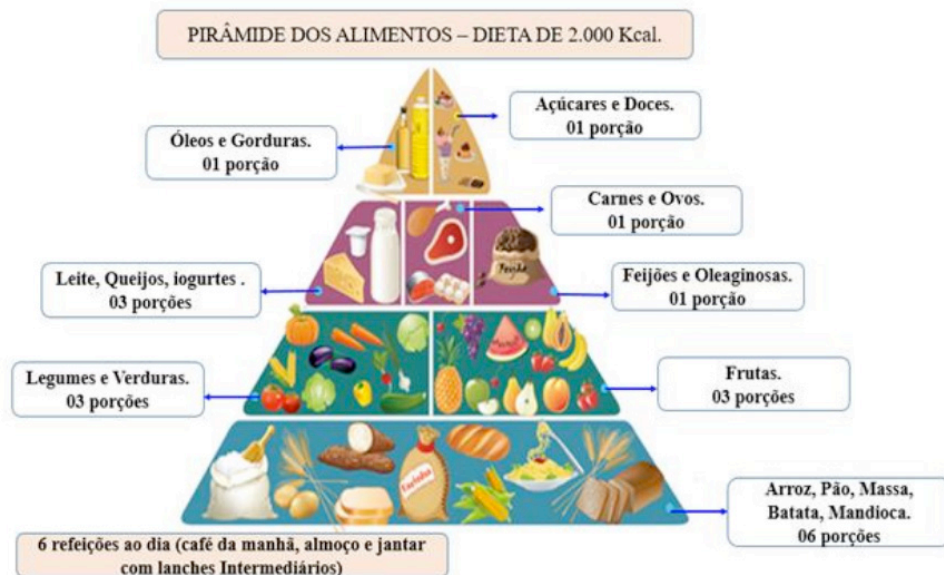 PIRÂMIDE DOS ALIMENTOS – DIETA DE 2.000 Kcal.
Açúcares e Doces.
01 porção
Óleos e Gorduras.
01 porção
Carnes e Ovos.
01 porção
Feijão
Leite, Queijos, iogurtes .
03 porções
Feijões e Oleaginosas.
01 porção
Legumes e Verduras.
03 porções
Frutas.
03 porções
Farinha
Arroz, Pão, Massa,
Batata, Mandioca.
06 porções
6 refeições ao dia (café da manhã, almoço e jantar
com lanches Intermediários)